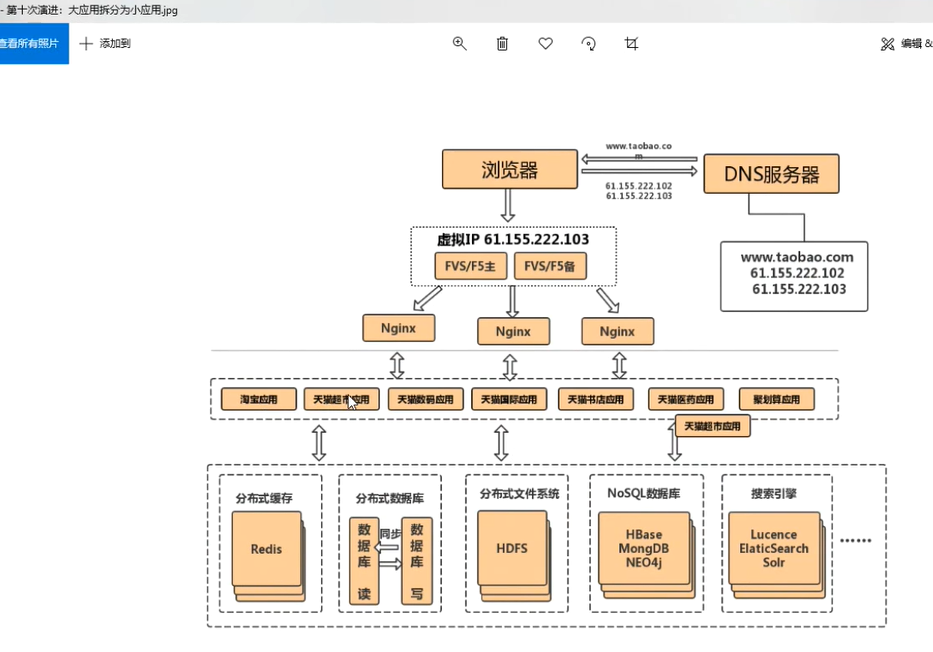 - 第十次演进：大应用拆分为小应用.jpg
查看所有照片
添加到
编辑 &
www.taobao.co
m
浏览器
DNS服务器
61.155.222.102
61.155.222.103
虚拟IP 61.155.222.103
FVS/F5主
FVS/F5备
www.taobao.com
61.155.222.102
61.155.222.103
Nginx
Nginx
Nginx
淘宝应用
天猫超市应用
天猫数码应用
天猫国际应用
天猫书店应用
天猫医药应用
聚划算应用
天猫超市应用
分布式缓存
分布式数据库
分布式文件系统
NoSQL数据库
搜索引擎
Redis
数据库 读
同步
数据库 写
HDFS
HBase
MongDB
NEO4j
Lucence
ElaticSearch
Solr
······